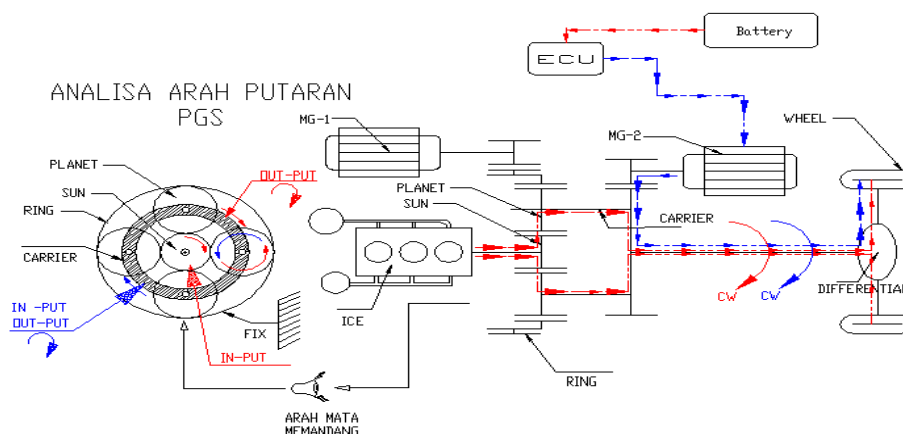 Battery
ECU
ANALISA ARAH PUTARAN
PGS
MG-1
MG-2
WHEEL
PLANET
OUT-PUT
SUN
RING
CARRIER
PLANET
SUN
CARRIER
IN -PUT
OUT-PUT
FIX
IN-PUT
ICE
CW
CW
DIFFERENTIAL
RING
ARAH MATA
MEMANDANG